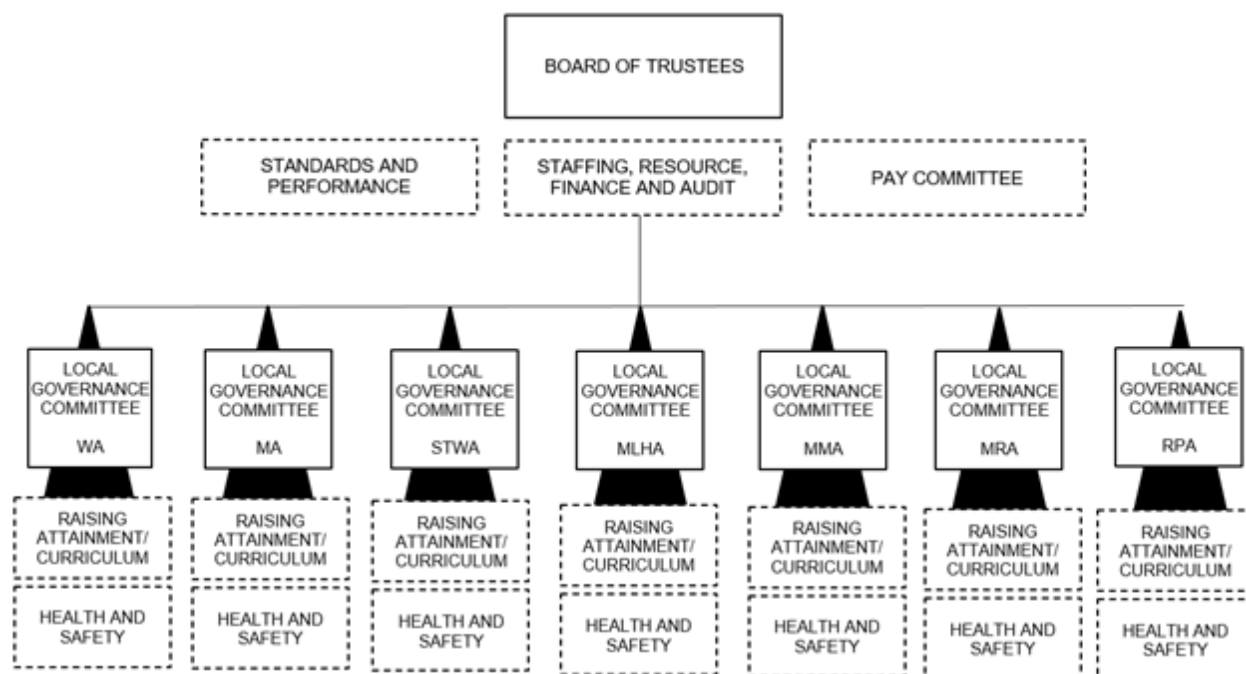 BOARD OF TRUSTEES
STANDARDS AND
PERFORMANCE
STAFFING, RESOURCE,
FINANCE AND AUDIT
PAY COMMITTEE
LOCAL
GOVERNANCE
COMMITTEE
WA
LOCAL
GOVERNANCE
COMMITTEE
MA
LOCAL
GOVERNANCE
COMMITTEE
STWA
LOCAL
GOVERNANCE
COMMITTEE
MLHA
LOCAL
GOVERNANCE
COMMITTEE
MMA
LOCAL
GOVERNANCE
COMMITTEE
MRA
LOCAL
GOVERNANCE
COMMITTEE
RPA
RAISING
ATTAINMENT/
CURRICULUM
RAISING
ATTAINMENT/
CURRICULUM
RAISING
ATTAINMENT/
CURRICULUM
RAISING
ATTAINMENT/
CURRICULUM
RAISING
ATTAINMENT/
CURRICULUM
RAISING
ATTAINMENT/
CURRICULUM
RAISING
ATTAINMENT/
CURRICULUM
HEALTH AND
SAFETY
HEALTH AND
SAFETY
HEALTH AND
SAFETY
HEALTH AND
SAFETY
HEALTH AND
SAFETY
HEALTH AND
SAFETY
HEALTH AND
SAFETY